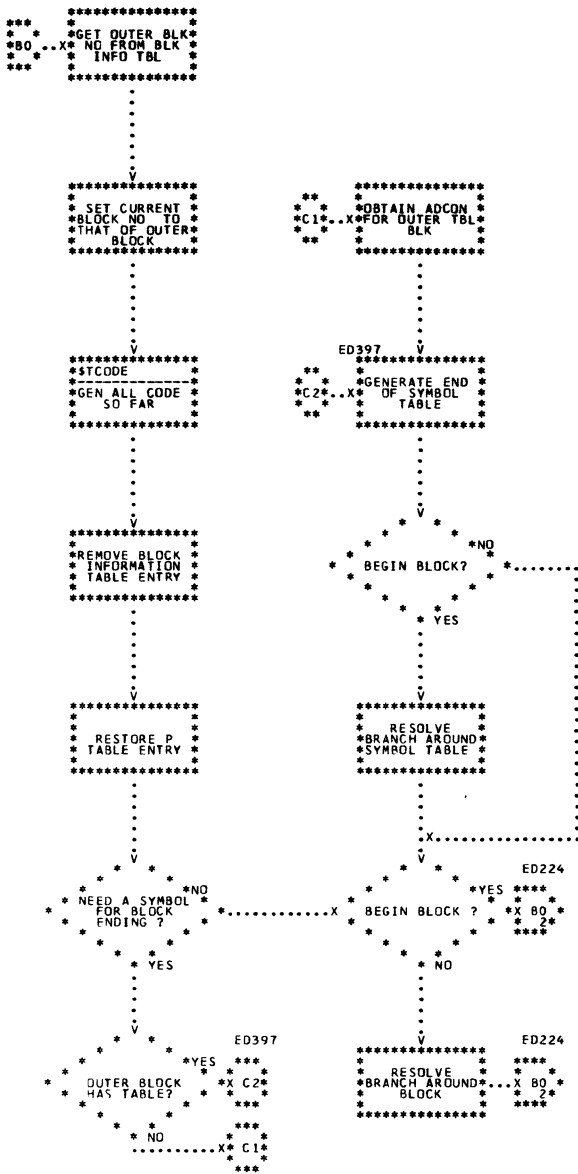 B0
GET OUTER BLK
NO FROM BLK
INFO TBL
SET CURRENT
BLOCK NO TO
THAT OF OUTER
BLOCK
$TCODE
GEN ALL CODE
SO FAR
REMOVE BLOCK
INFORMATION
TABLE ENTRY
RESTORE P
TABLE ENTRY
NEED A SYMBOL
FOR BLOCK
ENDING ?
NO
YES
OUTER BLOCK
HAS TABLE?
YES
ED397
C2
NO
C1
C1
OBTAIN ADCON
FOR OUTER TBL
BLK
ED397
C2
GENERATE END
OF SYMBOL
TABLE
BEGIN BLOCK?
NO
YES
RESOLVE
BRANCH AROUND
SYMBOL TABLE
BEGIN BLOCK ?
YES
ED224
B0
2
NO
RESOLVE
BRANCH AROUND
BLOCK
ED224
B0
2